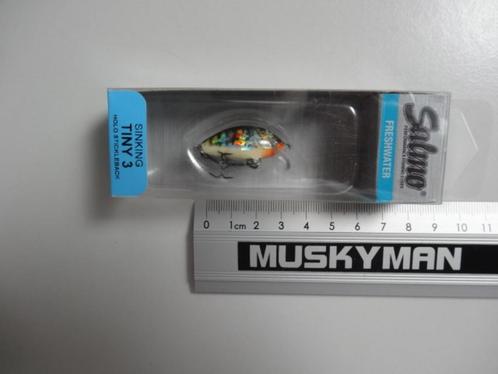 SINKING
TINY 3
HOLO STICKLEBACK
FRESHWATER
Salmo®
0 1cm 2 3 4 5 6 7 8 9 10 11
MUSKYMAN